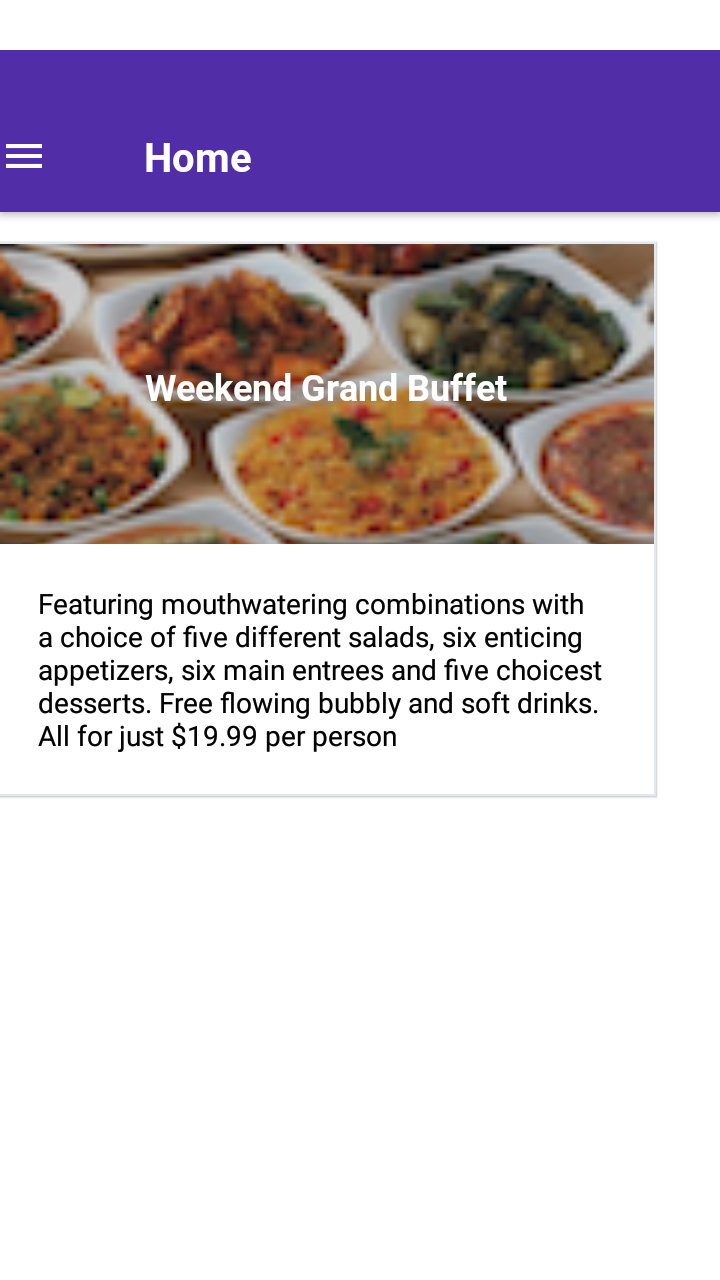 Home
Weekend Grand Buffet
Featuring mouthwatering combinations with
a choice of five different salads, six enticing
appetizers, six main entrees and five choicest
desserts. Free flowing bubbly and soft drinks.
All for just $19.99 per person